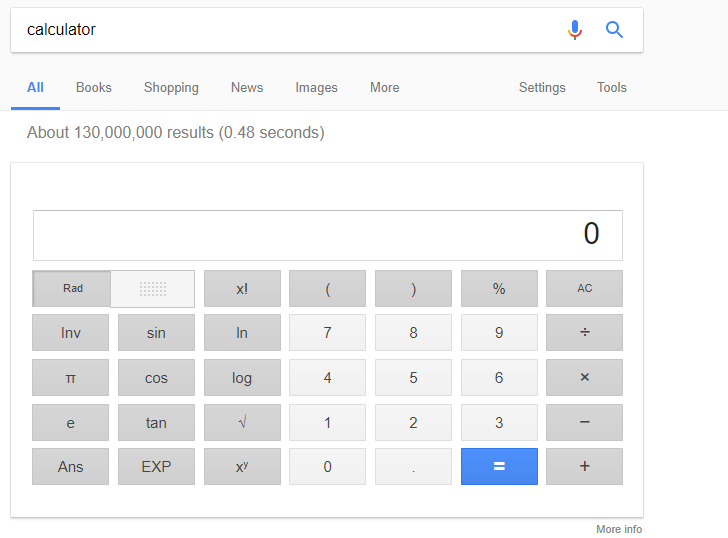 calculator
All Books Shopping News Images More Settings Tools
About 130,000,000 results (0.48 seconds)
0
Rad x! ( ) % AC
Inv sin ln 7 8 9 ÷
π cos log 4 5 6 ×
e tan √ 1 2 3 −
Ans EXP xʸ 0 . = +
More info